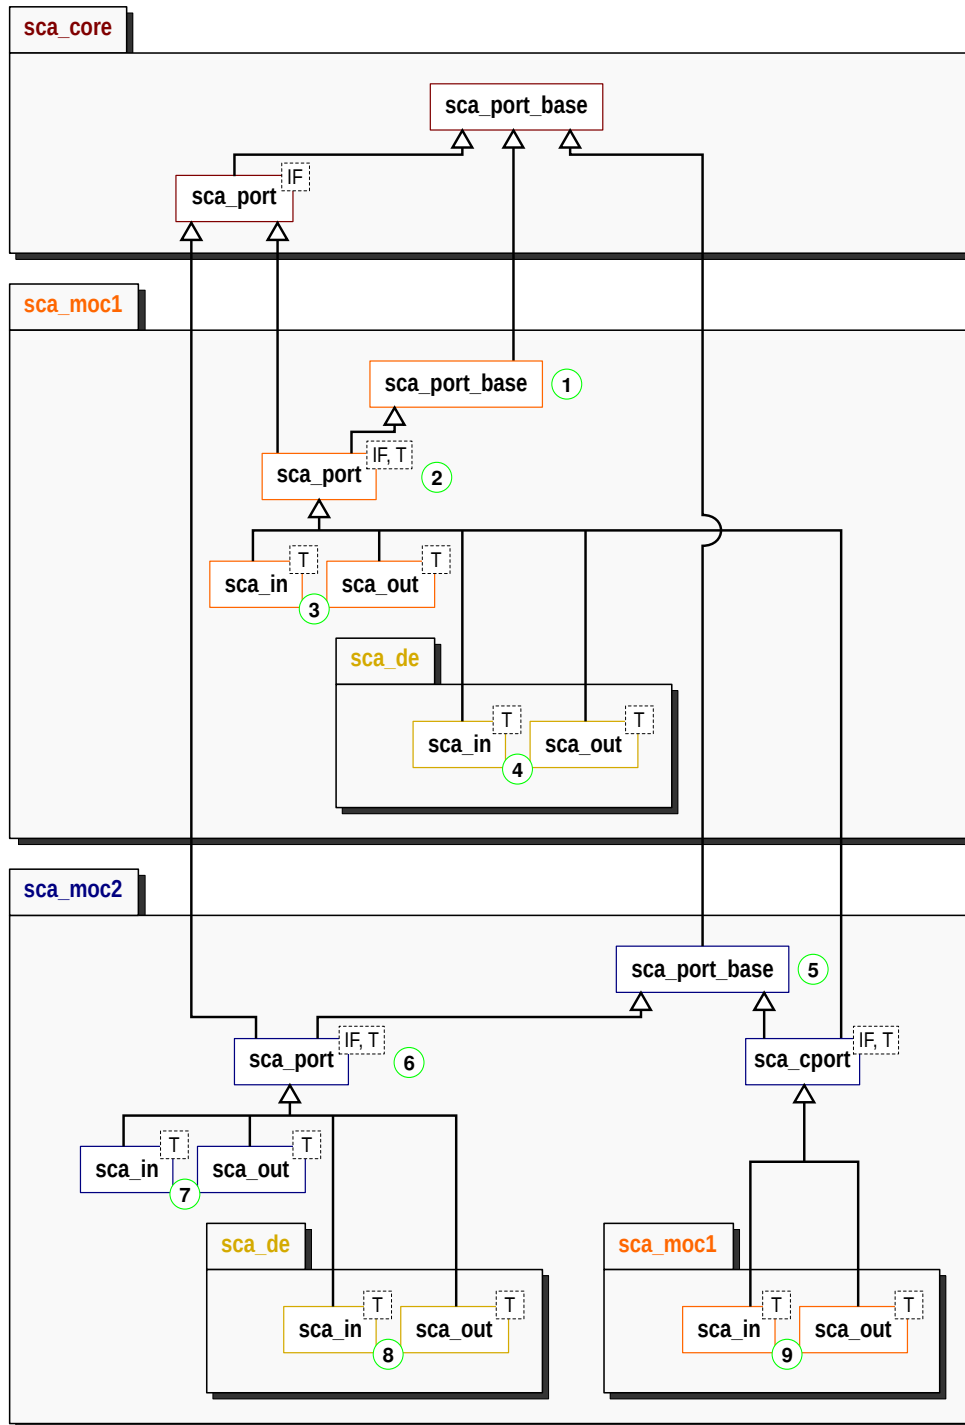 sca_core
sca_port_base
IF
sca_port
sca_moc1
sca_port_base
1
IF, T
sca_port
2
T
T
sca_in
sca_out
3
sca_de
T
T
sca_in
sca_out
4
sca_moc2
sca_port_base
5
IF, T
IF, T
sca_port
6
sca_cport
T
T
sca_in
sca_out
7
sca_de
sca_moc1
T
T
T
T
sca_in
sca_out
sca_in
sca_out
8
9